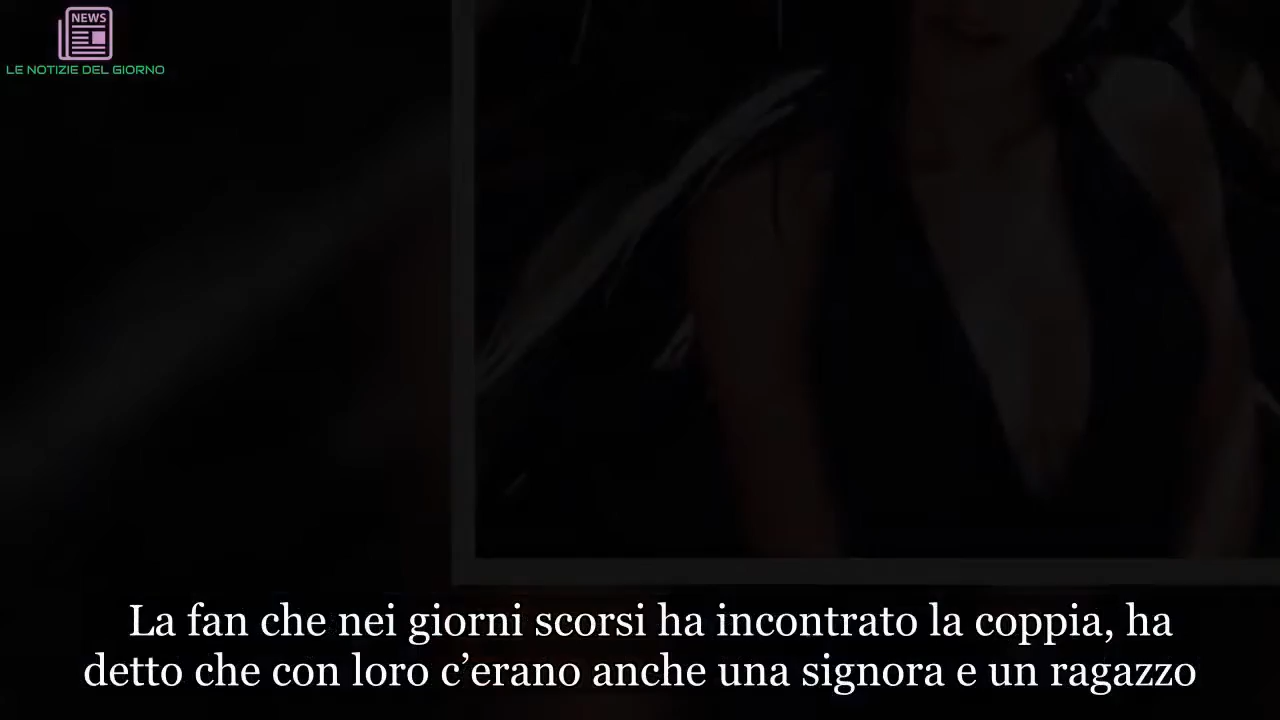 NEWS
LE NOTIZIE DEL GIORNO
La fan che nei giorni scorsi ha incontrato la coppia, ha
detto che con loro c’erano anche una signora e un ragazzo